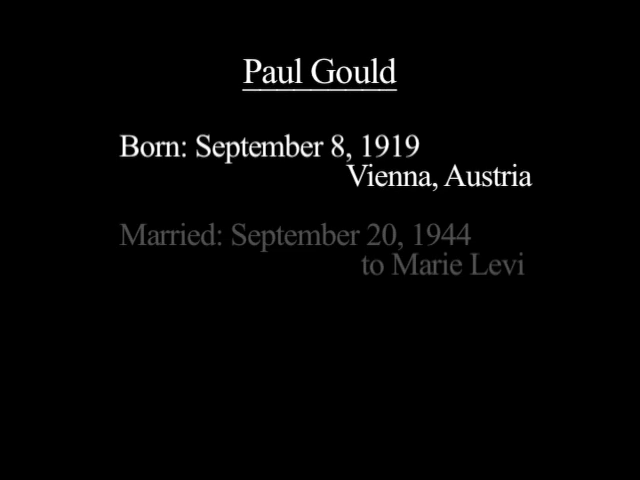 Paul Gould
Born: September 8, 1919
Vienna, Austria
Married: September 20, 1944
to Marie Levi